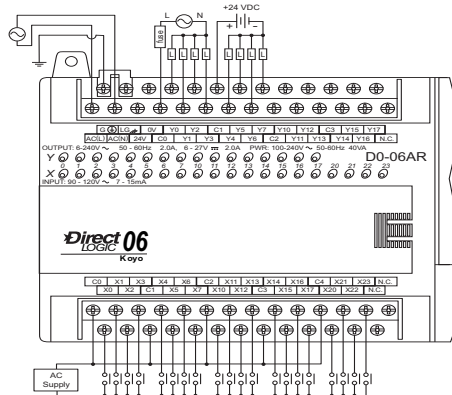 +24 VDC
L N
+ -
fuse
L L L L L L L L
G LG 0V Y0 Y2 C1 Y5 Y7 Y10 Y12 C3 Y15 Y17
AC(L) AC(N) 24V C0 Y1 Y3 Y4 Y6 C2 Y11 Y13 Y14 Y16 N.C.
OUTPUT: 6-240V ~ 50 - 60Hz 2.0A, 6 - 27V ⎓ 2.0A PWR: 100-240V ~ 50-60Hz 40VA
Y D0-06AR
0 1 2 3 4 5 6 7 10 11 12 13 14 15 16 17 20 21 22 23
X
INPUT: 90 - 120V ~ 7 - 15mA
Direct LOGIC 06
Koyo
C0 X1 X3 X4 X6 C2 X11 X13 X14 X16 C4 X21 X23 N.C.
X0 X2 C1 X5 X7 X10 X12 C3 X15 X17 X20 X22 N.C.
AC
Supply